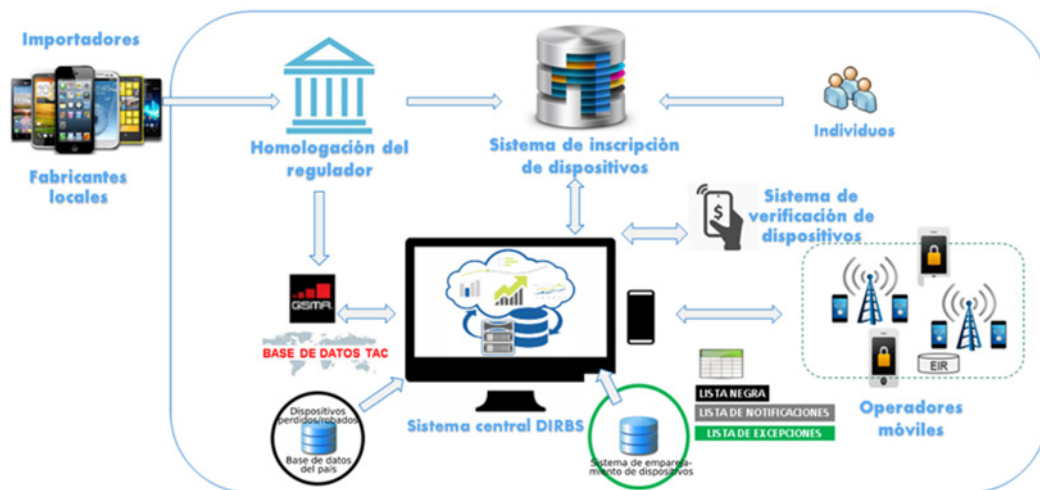 Importadores
Fabricantes
locales
Homologación del
regulador
Sistema de inscripción
de dispositivos
Individuos
Sistema de
verificación de
dispositivos
$
GSMA
BASE DE DATOS TAC
EIR
LISTA NEGRA
LISTA DE NOTIFICACIONES
LISTA DE EXCEPCIONES
Operadores
móviles
Dispositivos
perdidos/robados
Base de datos
del país
Sistema central DIRBS
Sistema de empareja-
miento de dispositivos